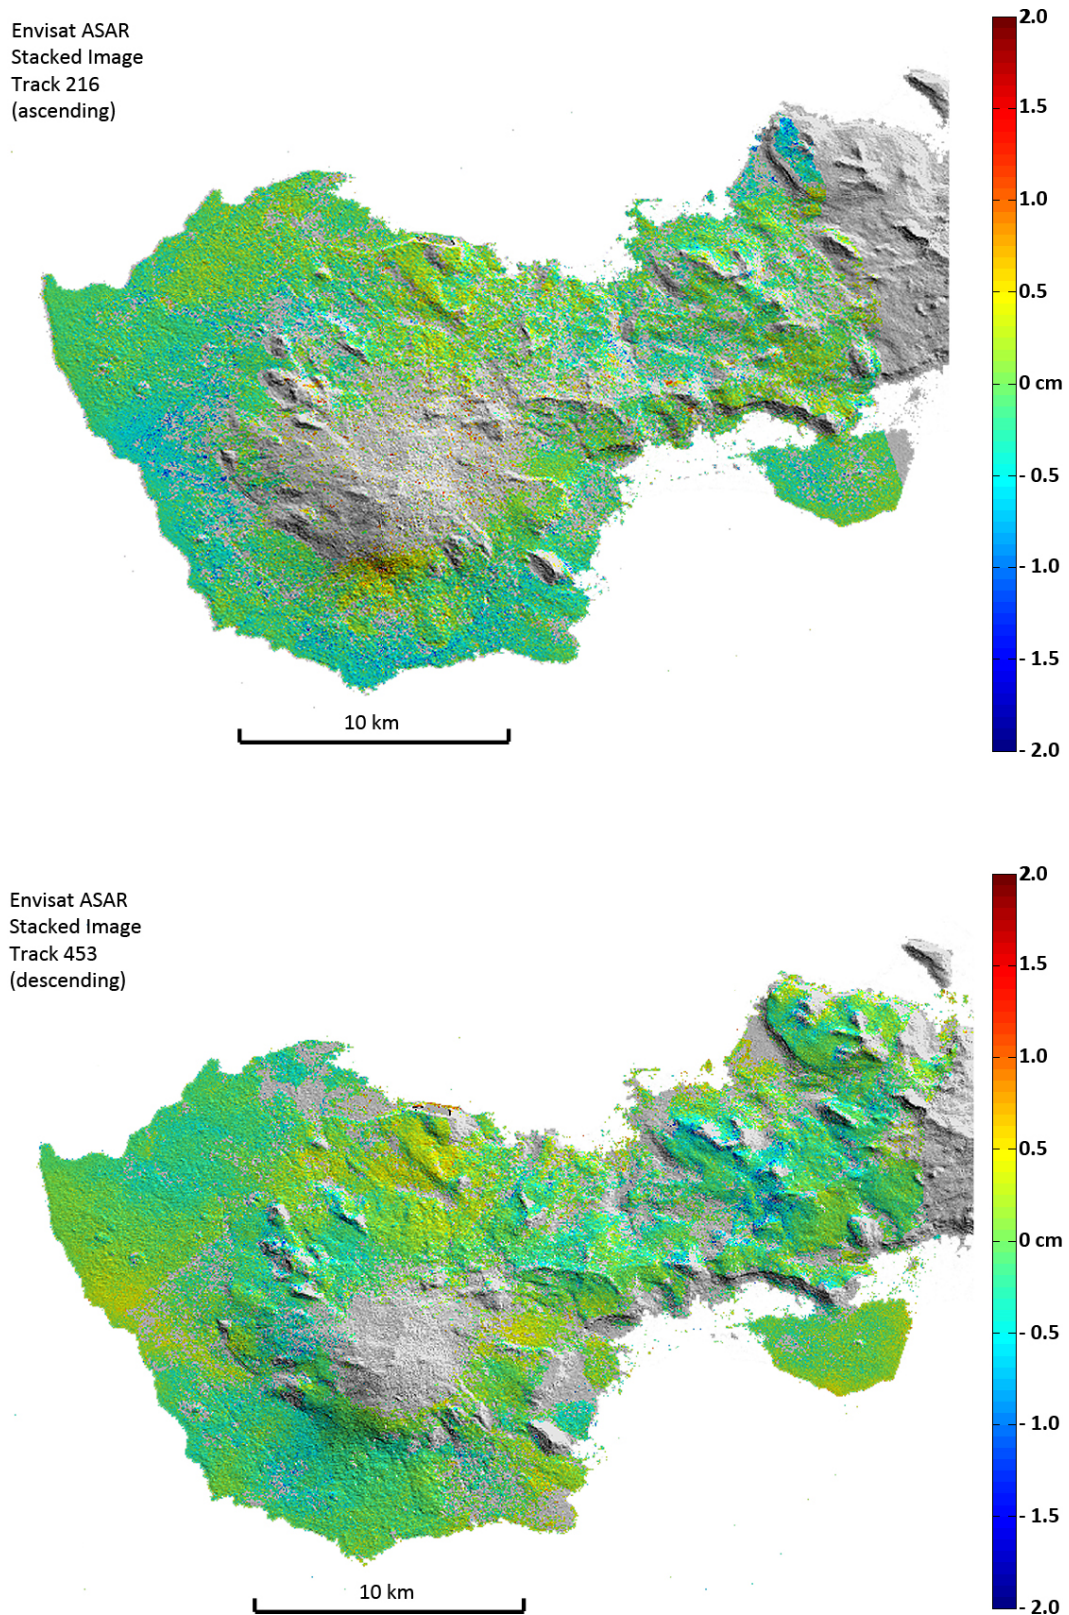 Envisat ASAR
Stacked Image
Track 216
(ascending)
2.0
1.5
1.0
0.5
0 cm
- 0.5
- 1.0
- 1.5
- 2.0
10 km
Envisat ASAR
Stacked Image
Track 453
(descending)
2.0
1.5
1.0
0.5
0 cm
- 0.5
- 1.0
- 1.5
- 2.0
10 km